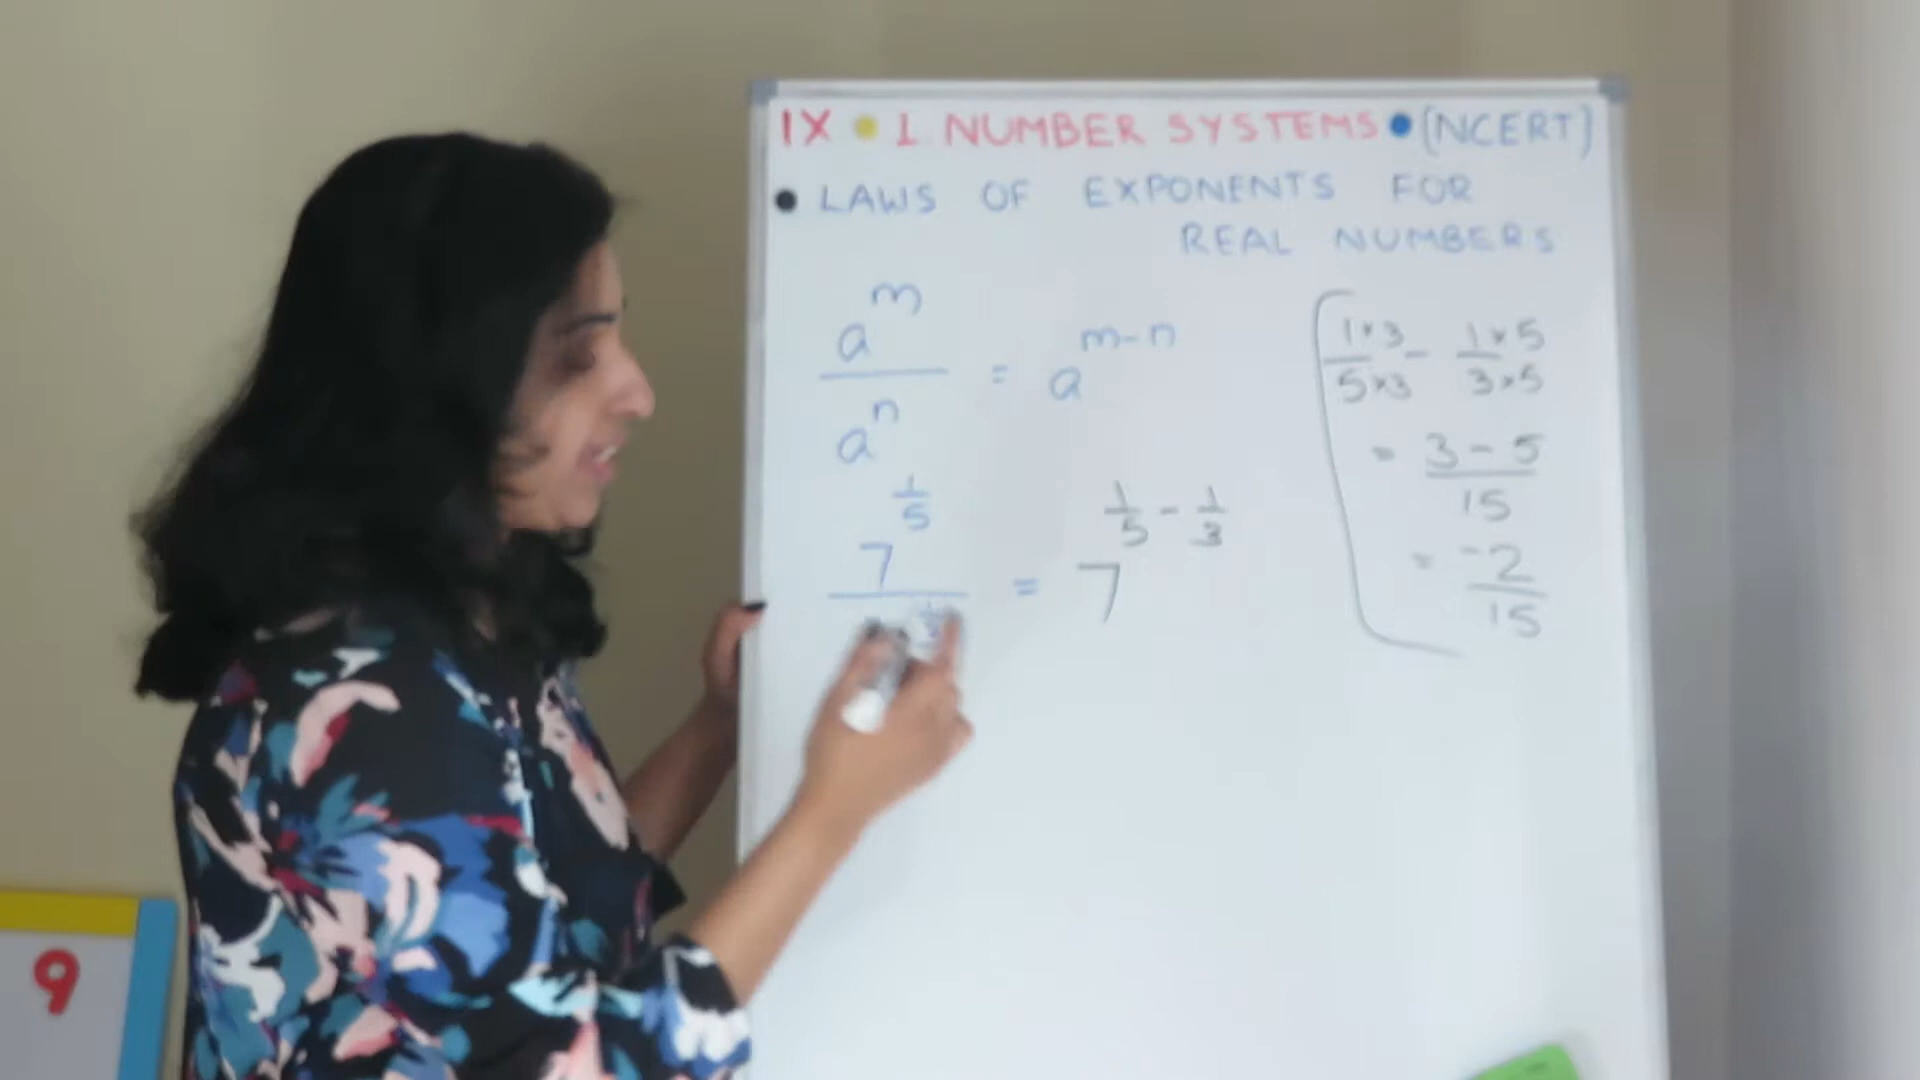 IX • 1. NUMBER SYSTEMS • (NCERT)
• LAWS OF EXPONENTS FOR
REAL NUMBERS
a^m / a^n = a^(m-n)
7^(1/5) / = 7^(1/5 - 1/3)
(1×3)/(5×3) - (1×5)/(3×5)
= (3-5)/15
= -2/15
9